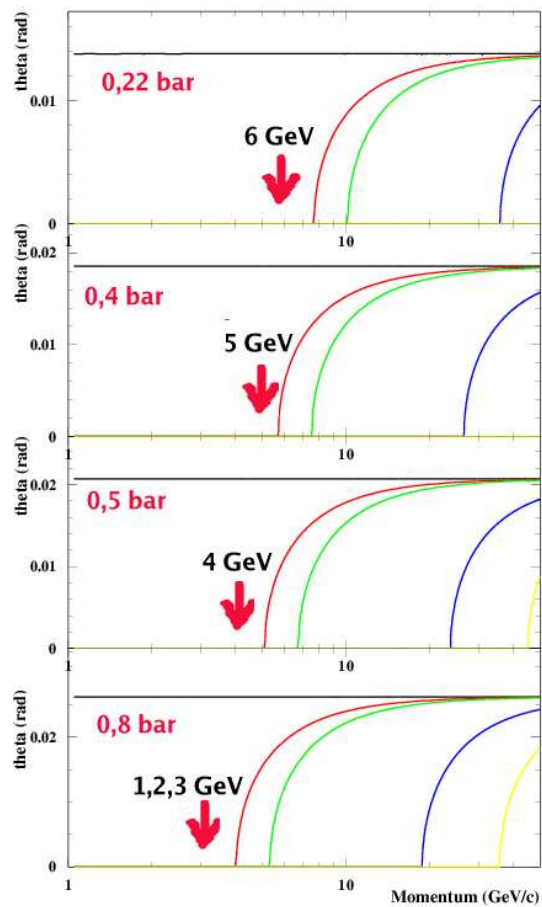 theta (rad)
0.01
0
0,22 bar
6 GeV
1
10
theta (rad)
0.02
0.01
0
0,4 bar
5 GeV
1
10
theta (rad)
0.02
0.01
0
0,5 bar
4 GeV
1
10
theta (rad)
0.02
0
0,8 bar
1,2,3 GeV
1
10
Momentum (GeV/c)